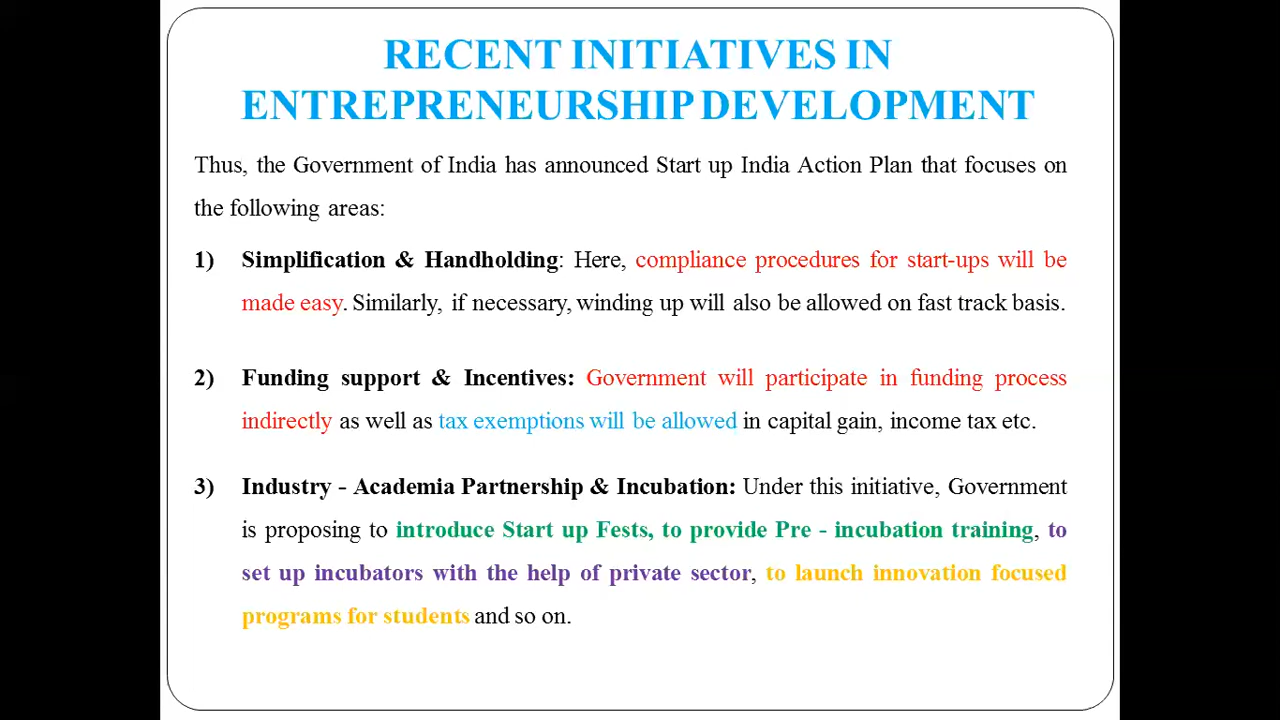 RECENT INITIATIVES IN
ENTREPRENEURSHIP DEVELOPMENT
Thus, the Government of India has announced Start up India Action Plan that focuses on
the following areas:
1) Simplification & Handholding: Here, compliance procedures for start-ups will be
made easy. Similarly, if necessary, winding up will also be allowed on fast track basis.
2) Funding support & Incentives: Government will participate in funding process
indirectly as well as tax exemptions will be allowed in capital gain, income tax etc.
3) Industry - Academia Partnership & Incubation: Under this initiative, Government
is proposing to introduce Start up Fests, to provide Pre - incubation training, to
set up incubators with the help of private sector, to launch innovation focused
programs for students and so on.